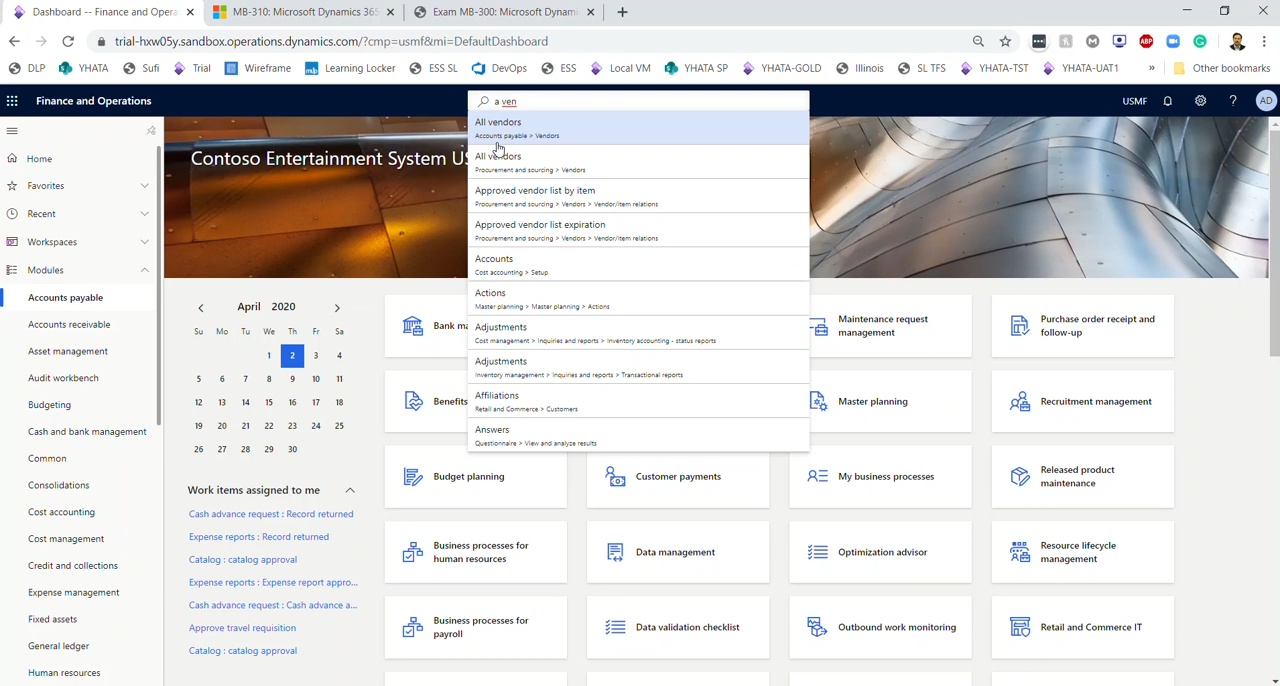 Dashboard -- Finance and Opera
MB-310: Microsoft Dynamics 365
Exam MB-300: Microsoft Dynami
trial-hxw05y.sandbox.operations.dynamics.com/?cmp=usmf&mi=DefaultDashboard
DLP
YHATA
Sufi
Trial
Wireframe
Learning Locker
ESS SL
DevOps
ESS
Local VM
YHATA SP
YHATA-GOLD
Illinois
SL TFS
YHATA-TST
YHATA-UAT1
»
Other bookmarks
Finance and Operations
a ven
USMF
?
AD
Home
Favorites
Recent
Workspaces
Modules
Accounts payable
Accounts receivable
Asset management
Audit workbench
Budgeting
Cash and bank management
Common
Consolidations
Cost accounting
Cost management
Credit and collections
Expense management
Fixed assets
General ledger
Human resources
Contoso Entertainment System US
All vendors
Accounts payable > Vendors
All vendors
Procurement and sourcing > Vendors
Approved vendor list by item
Procurement and sourcing > Vendors > Vendor/item relations
Approved vendor list expiration
Procurement and sourcing > Vendors > Vendor/item relations
Accounts
Cost accounting > Setup
Actions
Master planning > Master planning > Actions
Adjustments
Cost management > Inquiries and reports > Inventory accounting - status reports
Adjustments
Inventory management > Inquiries and reports > Transactional reports
Affiliations
Retail and Commerce > Customers
Answers
Questionnaire > View and analyze results
April 2020
Su Mo Tu We Th Fr Sa
1 2 3 4
5 6 7 8 9 10 11
12 13 14 15 16 17 18
19 20 21 22 23 24 25
26 27 28 29 30
Work items assigned to me
Cash advance request : Record returned
Expense reports : Record returned
Catalog : catalog approval
Expense reports : Expense report appro...
Cash advance request : Cash advance a...
Approve travel requisition
Catalog : catalog approval
Bank ma
Maintenance request
management
Purchase order receipt and
follow-up
Benefits
Master planning
Recruitment management
Budget planning
Customer payments
My business processes
Released product
maintenance
Business processes for
human resources
Data management
Optimization advisor
Resource lifecycle
management
Business processes for
payroll
Data validation checklist
Outbound work monitoring
Retail and Commerce IT